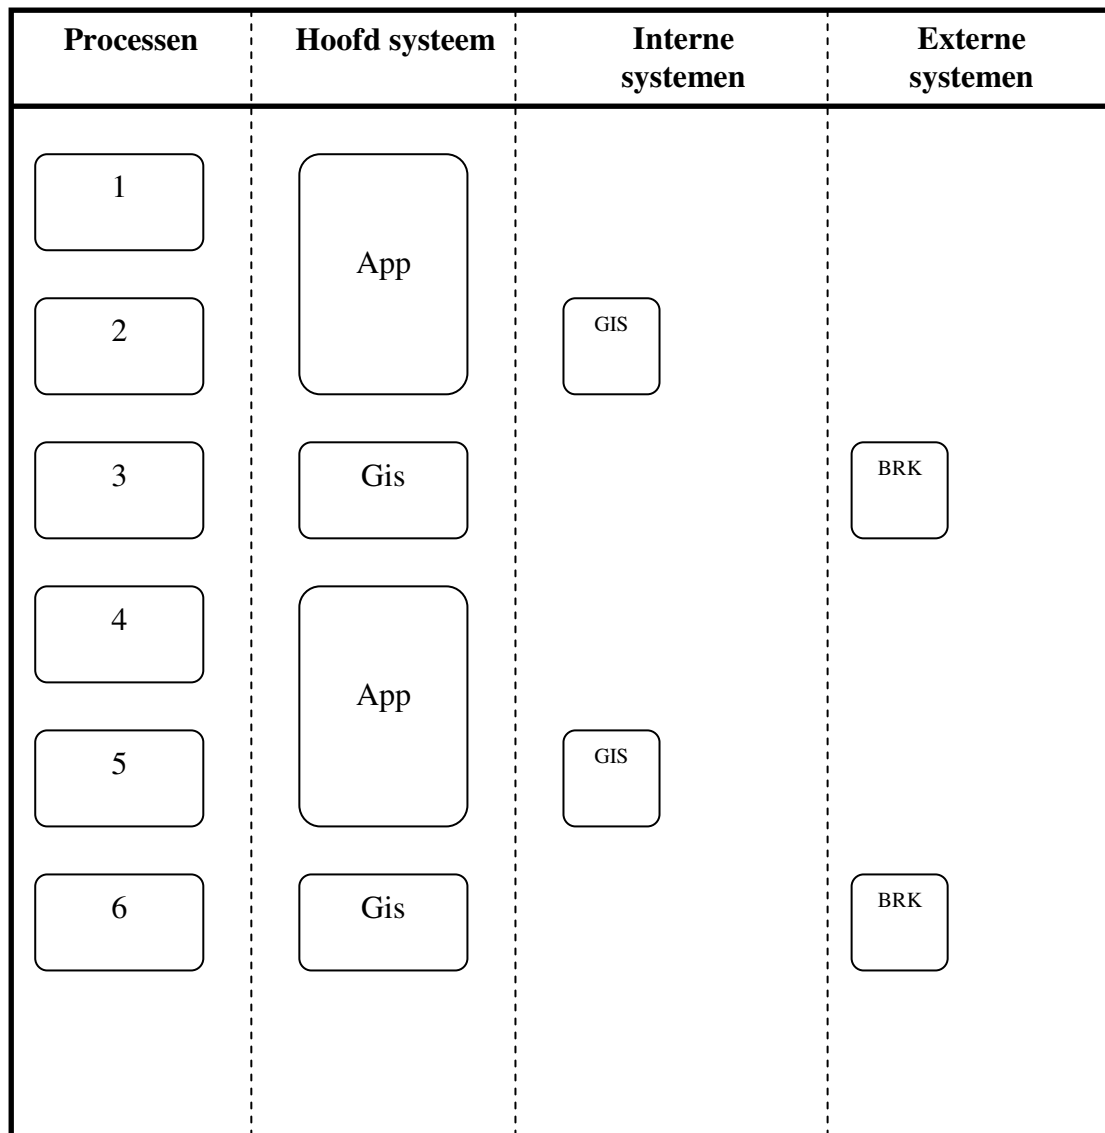 Processen
Hoofd systeem
Interne
systemen
Externe
systemen
1
App
2
GIS
3
Gis
BRK
4
App
5
GIS
6
Gis
BRK